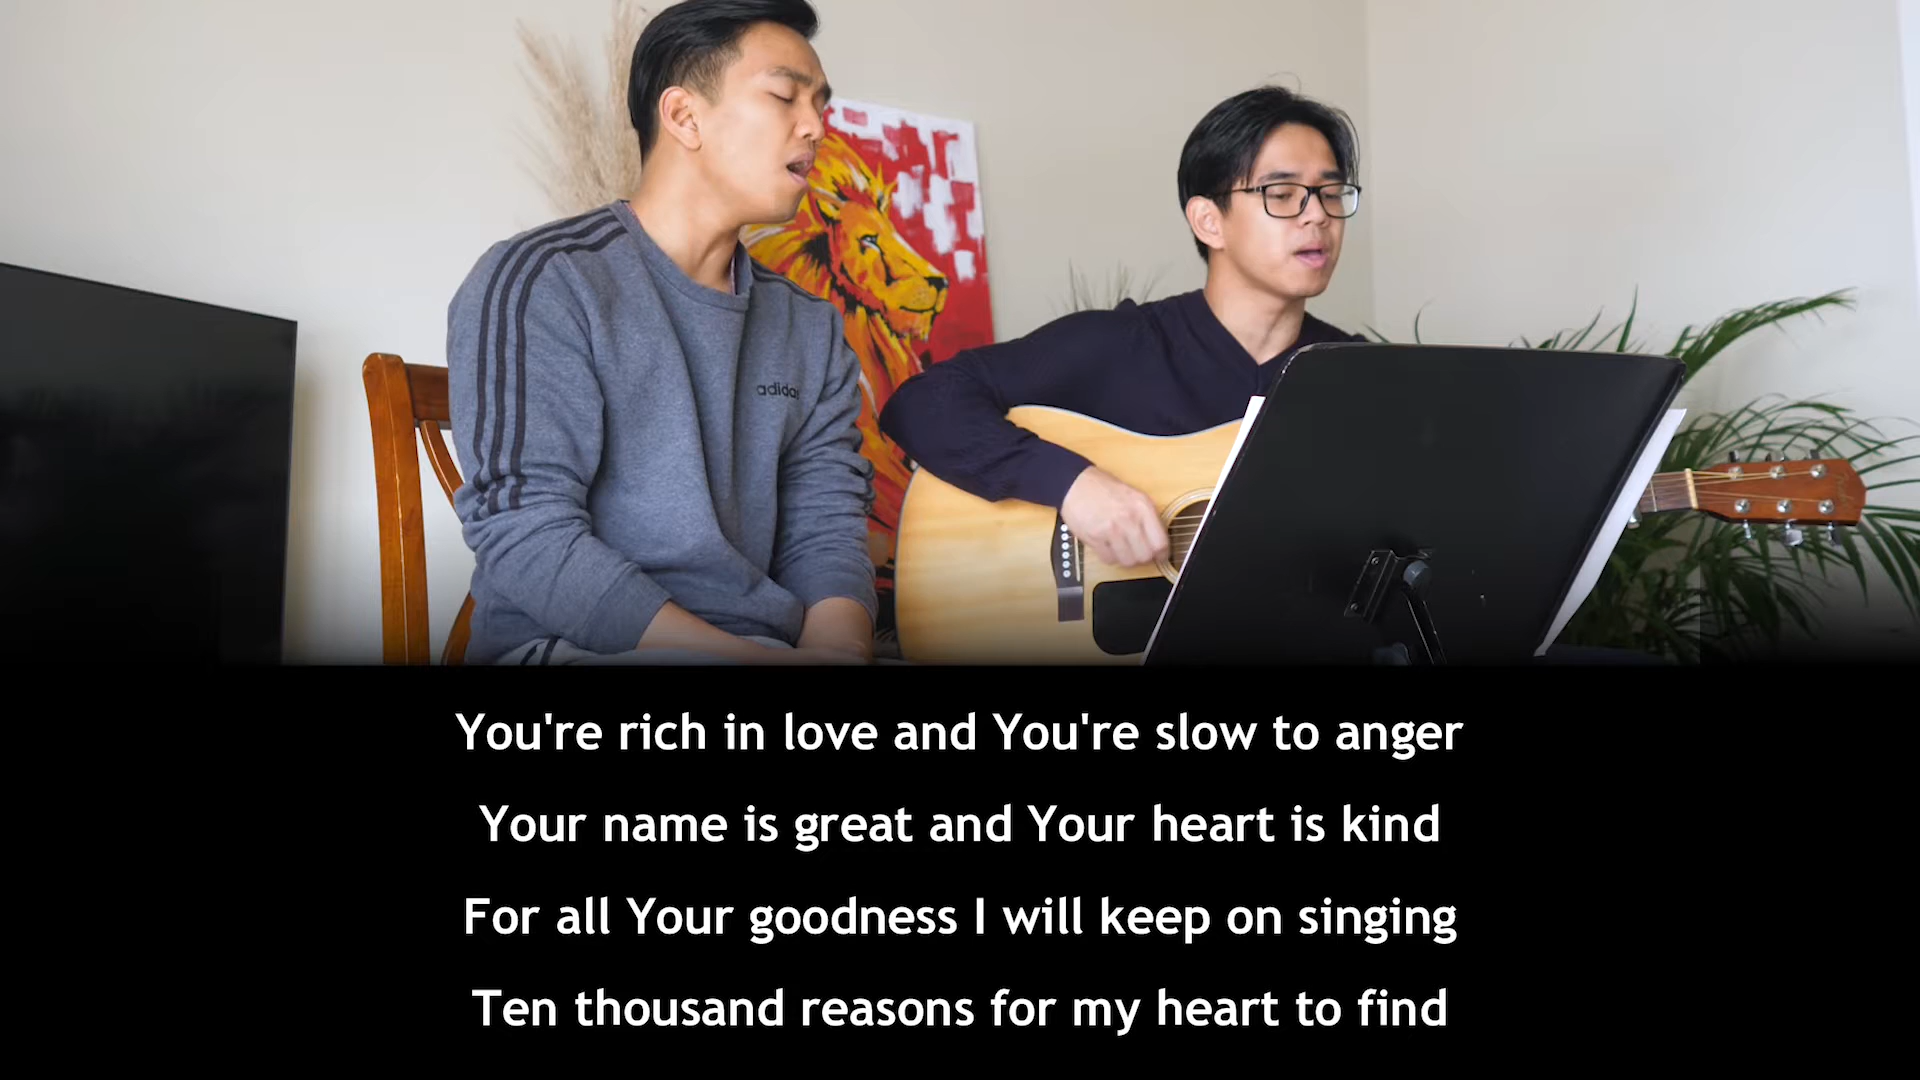 adidas
You're rich in love and You're slow to anger
Your name is great and Your heart is kind
For all Your goodness I will keep on singing
Ten thousand reasons for my heart to find